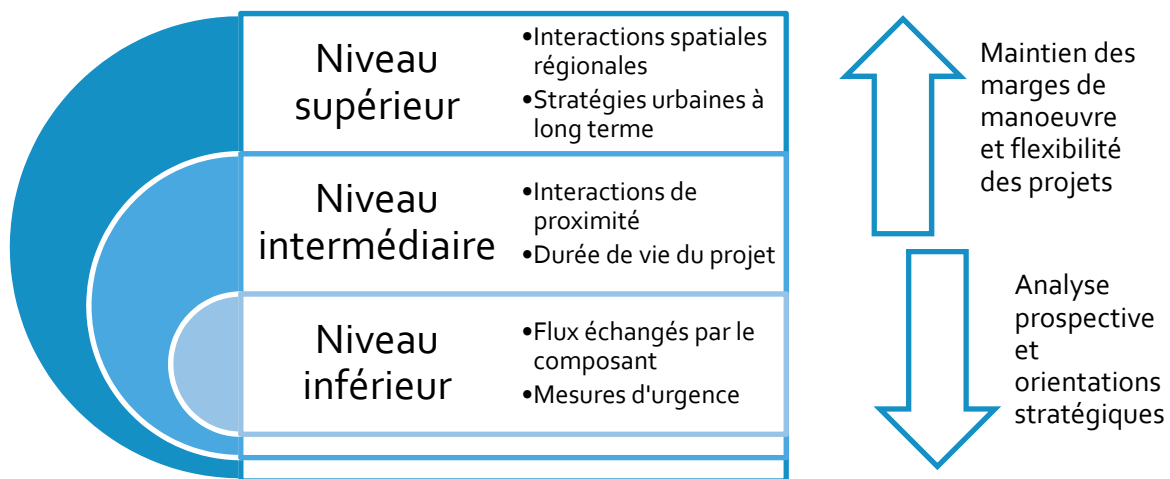 Niveau
supérieur
•Interactions spatiales
régionales
•Stratégies urbaines à
long terme
Niveau
intermédiaire
•Interactions de
proximité
•Durée de vie du projet
Niveau
inférieur
•Flux échangés par le
composant
•Mesures d'urgence
Maintien des
marges de
manoeuvre
et flexibilité
des projets
Analyse
prospective
et
orientations
stratégiques